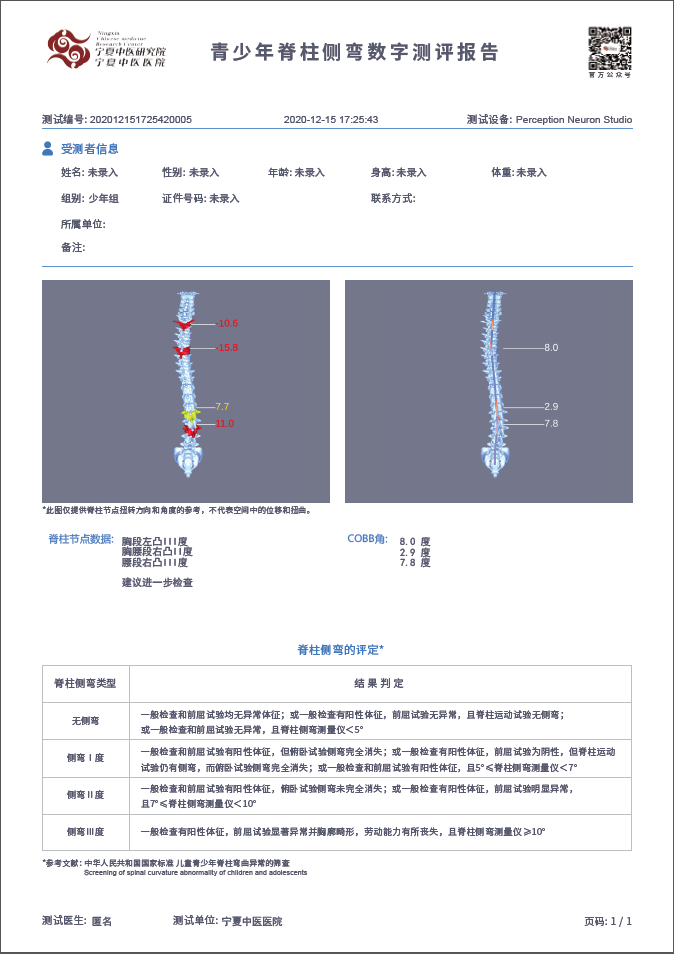 Ningxia
Chinese medicine
Research Center
宁夏中医研究院
宁夏中医医院
青少年脊柱侧弯数字测评报告
官方公众号
测试编号: 202012151725420005 2020-12-15 17:25:43 测试设备: Perception Neuron Studio
受测者信息
姓名: 未录入 性别: 未录入 年龄: 未录入 身高: 未录入 体重: 未录入
组别: 少年组 证件号码: 未录入 联系方式:
所属单位:
备注:
-10.6
-15.8
7.7
11.0
8.0
2.9
7.8
*此图仅提供脊柱节点扭转方向和角度的参考，不代表空间中的位移和扭曲。
脊柱节点数据: 胸段左凸III度
胸腰段右凸II度
腰段右凸III度
建议进一步检查
COBB角: 8.0 度
2.9 度
7.8 度
脊柱侧弯的评定*
脊柱侧弯类型 结果判定
无侧弯 一般检查和前屈试验均无异常体征；或一般检查有阳性体征，前屈试验无异常，且脊柱运动试验无侧弯；
或一般检查和前屈试验无异常，且脊柱侧弯测量仪＜5°
侧弯Ⅰ度 一般检查和前屈试验有阳性体征，但俯卧试验侧弯完全消失；或一般检查有阳性体征，前屈试验为阴性，但脊柱运动
试验仍有侧弯，而俯卧试验侧弯完全消失；或一般检查和前屈试验有阳性体征，且5°≤脊柱侧弯测量仪＜7°
侧弯Ⅱ度 一般检查和前屈试验有阳性体征，俯卧试验侧弯未完全消失；或一般检查有阳性体征，前屈试验明显异常，
且7°≤脊柱侧弯测量仪＜10°
侧弯Ⅲ度 一般检查有阳性体征，前屈试验显著异常并胸廓畸形，劳动能力有所丧失，且脊柱侧弯测量仪≥10°
*参考文献: 中华人民共和国国家标准 儿童青少年脊柱弯曲异常的筛查
Screening of spinal curvature abnormality of children and adolescents
测试医生: 匿名 测试单位: 宁夏中医医院 页码: 1 / 1